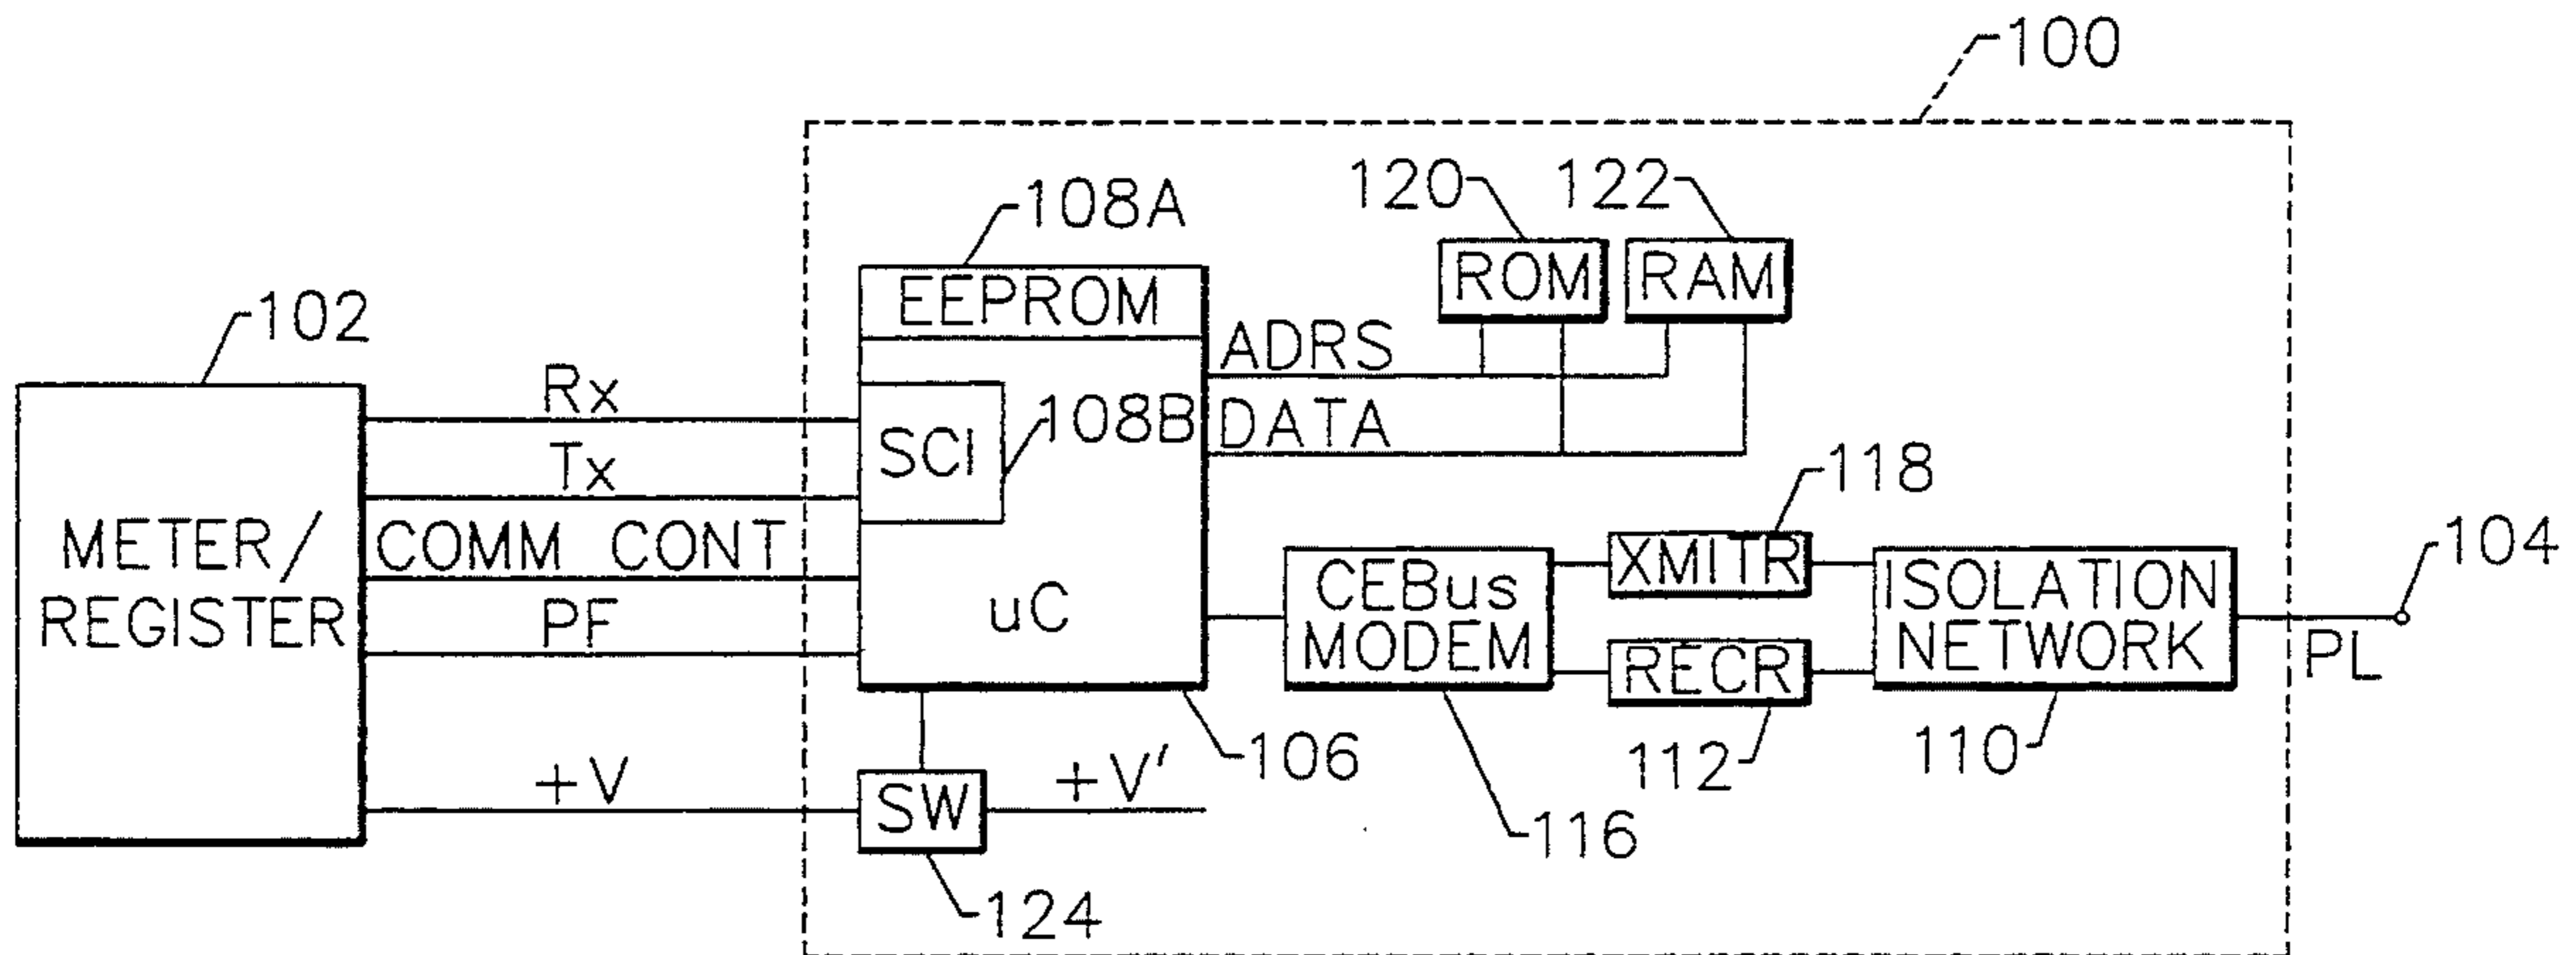 100
120
122
108A
ROM
RAM
EEPROM
102
ADRS
Rx
108B
DATA
SCI
Tx
118
104
METER/
REGISTER
COMM CONT
XMITR
CEBus
MODEM
ISOLATION
NETWORK
uC
PF
RECR
PL
106
112
110
+V
SW
+V'
116
124